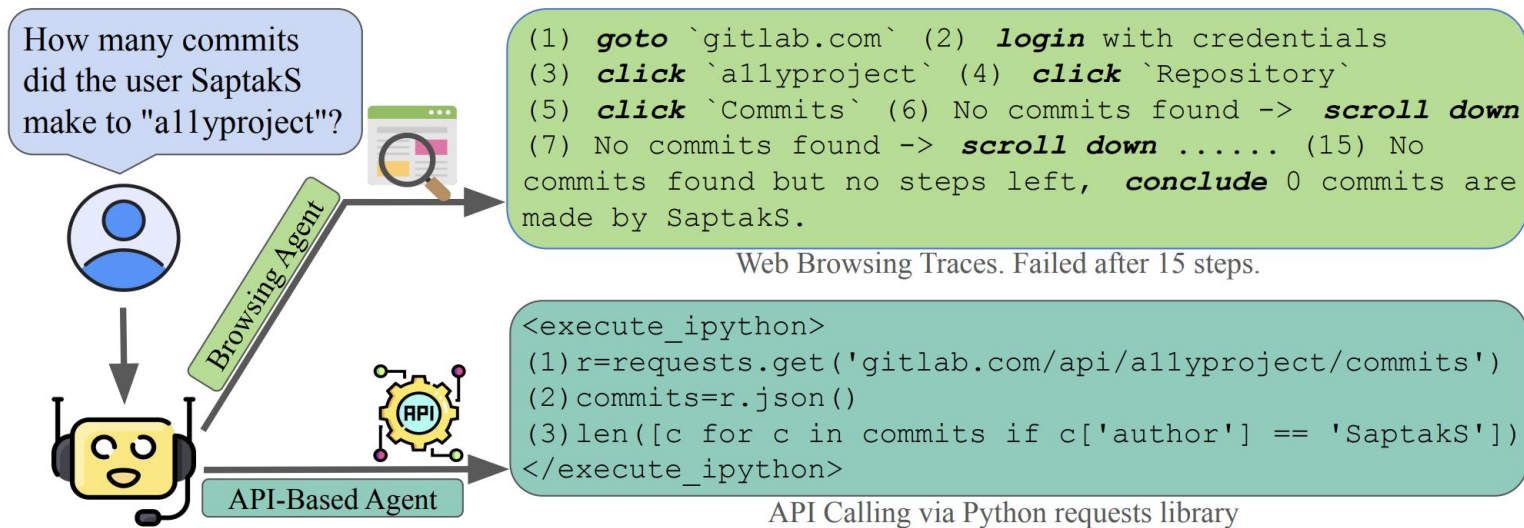 How many commits
did the user SaptakS
make to "a11yproject"?
Browsing Agent
(1) goto `gitlab.com` (2) login with credentials
(3) click `a11yproject` (4) click `Repository`
(5) click `Commits` (6) No commits found -> scroll down
(7) No commits found -> scroll down ...... (15) No
commits found but no steps left, conclude 0 commits are
made by SaptakS.
Web Browsing Traces. Failed after 15 steps.
API
API-Based Agent
<execute_ipython>
(1)r=requests.get('gitlab.com/api/a11yproject/commits')
(2)commits=r.json()
(3)len([c for c in commits if c['author'] == 'SaptakS'])
</execute_ipython>
API Calling via Python requests library